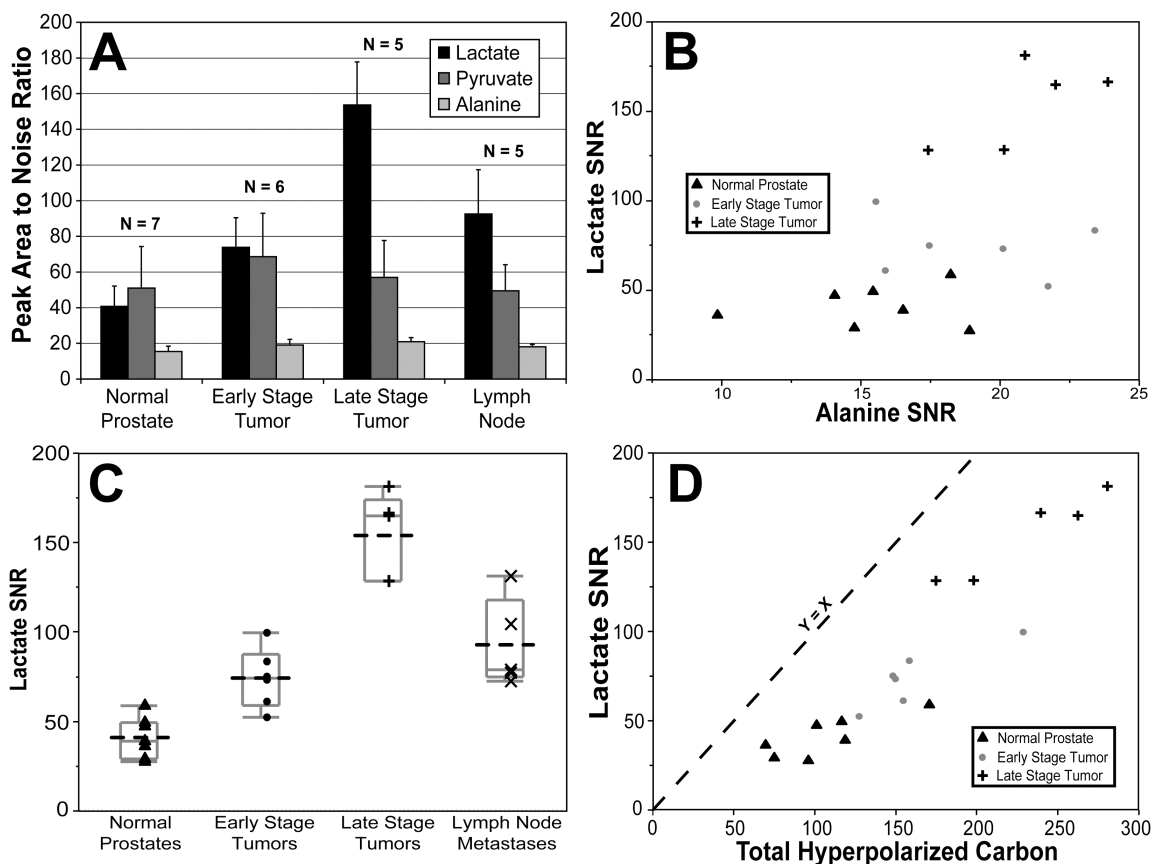 A
Peak Area to Noise Ratio
200
180
160
140
120
100
80
60
40
20
0
N = 7
N = 6
N = 5
N = 5
Lactate
Pyruvate
Alanine
Normal
Prostate
Early Stage
Tumor
Late Stage
Tumor
Lymph
Node
B
Lactate SNR
200
150
100
50
0
Normal Prostate
Early Stage Tumor
Late Stage Tumor
10
15
20
25
Alanine SNR
C
Lactate SNR
200
150
100
50
0
Normal
Prostates
Early Stage
Tumors
Late Stage
Tumors
Lymph Node
Metastases
D
Lactate SNR
200
150
100
50
0
Y = X
Normal Prostate
Early Stage Tumor
Late Stage Tumor
0
50
100
150
200
250
300
Total Hyperpolarized Carbon